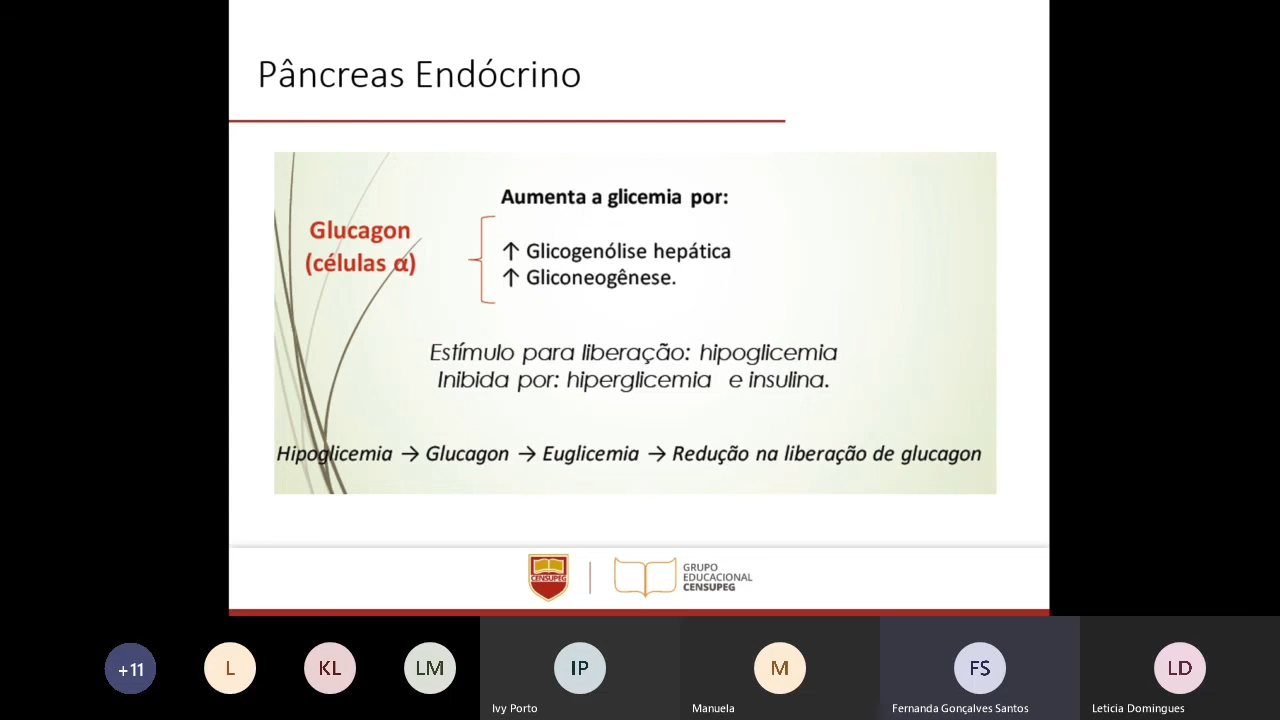 Pâncreas Endócrino
Aumenta a glicemia por:
Glucagon
(células α)
↑ Glicogenólise hepática
↑ Gliconeogênese.
Estímulo para liberação: hipoglicemia
Inibida por: hiperglicemia e insulina.
Hipoglicemia → Glucagon → Euglicemia → Redução na liberação de glucagon
CENSUPEG
GRUPO
EDUCACIONAL
CENSUPEG
+11
L
KL
LM
IP
M
FS
LD
Ivy Porto
Manuela
Fernanda Gonçalves Santos
Leticia Domingues